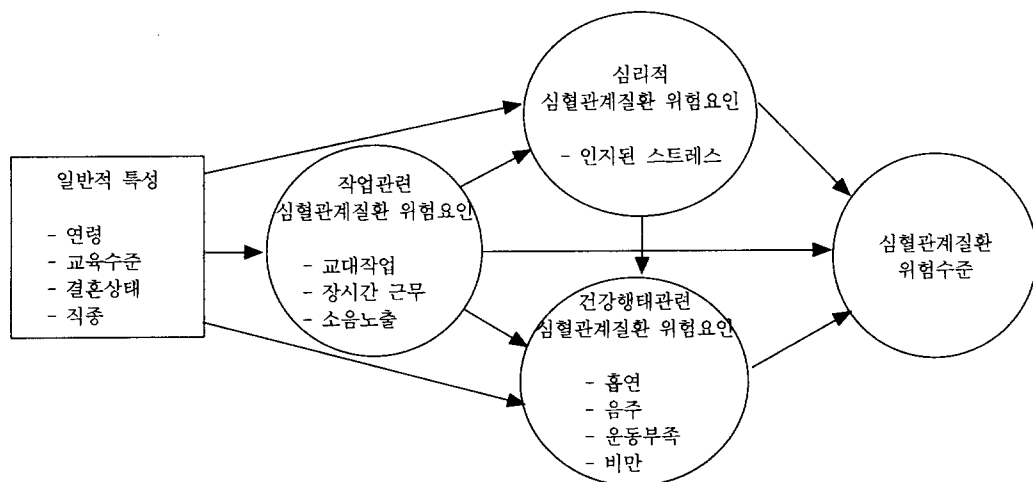 일반적 특성
- 연령
- 교육수준
- 결혼상태
- 직종
작업관련
심혈관계질환 위험요인
- 교대작업
- 장시간 근무
- 소음노출
심리적
심혈관계질환 위험요인
- 인지된 스트레스
건강행태관련
심혈관계질환 위험요인
- 흡연
- 음주
- 운동부족
- 비만
심혈관계질환
위험수준